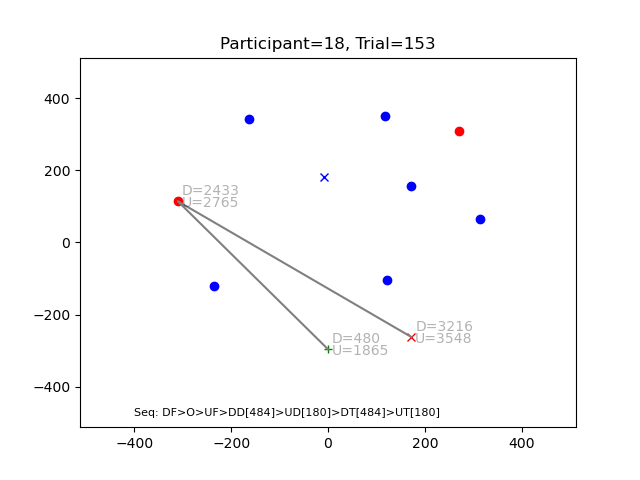 Participant=18, Trial=153
400
200
0
−200
−400
D=2433
U=2765
D=480
U=1865
D=3216
U=3548
Seq: DF>O>UF>DD[484]>UD[180]>DT[484]>UT[180]
−400
−200
0
200
400